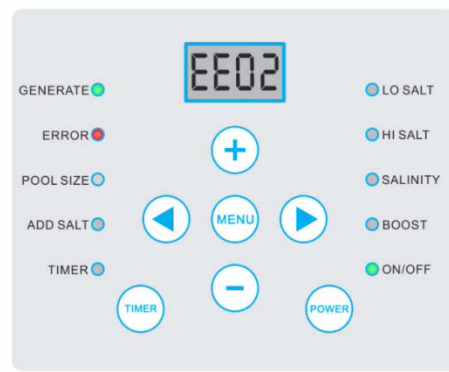 EE02
GENERATE
LO SALT
ERROR
HI SALT
POOL SIZE
SALINITY
MENU
ADD SALT
BOOST
TIMER
ON/OFF
TIMER
POWER